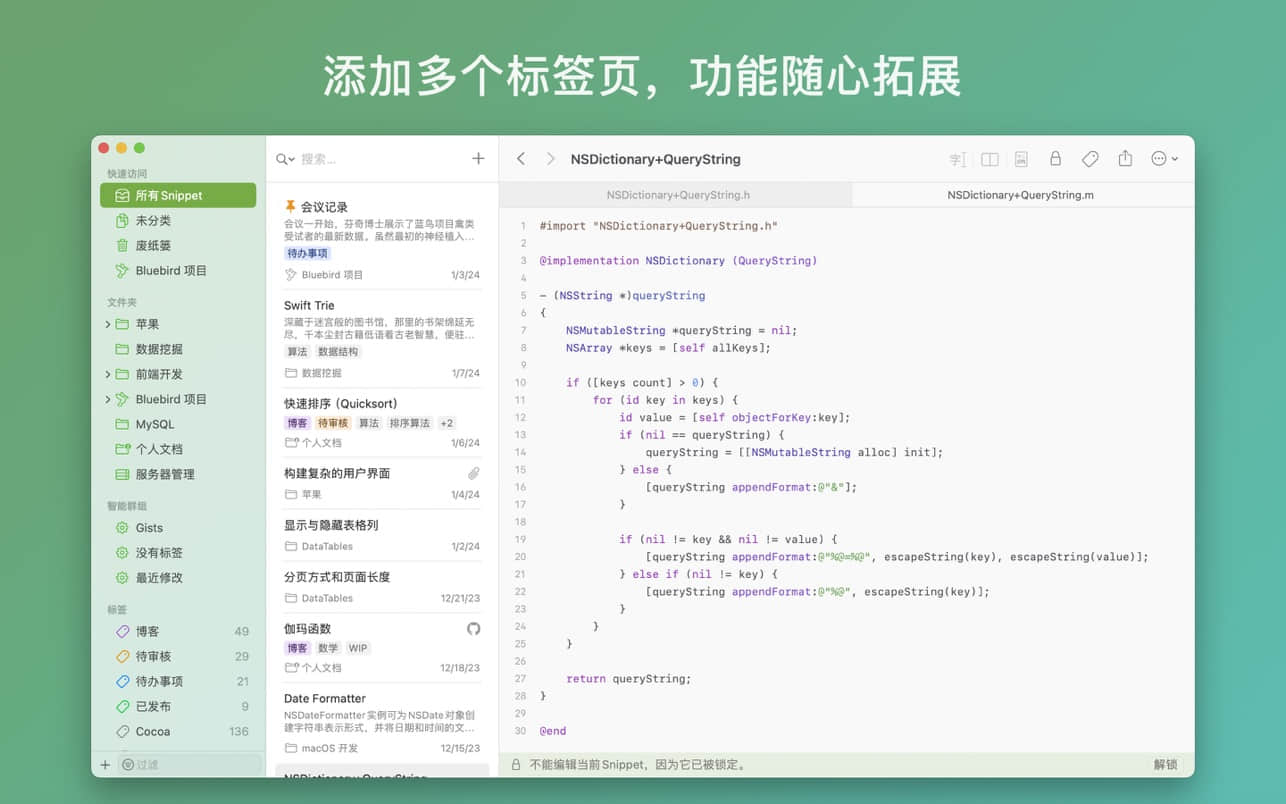 添加多个标签页，功能随心拓展
快速访问
所有 Snippet
未分类
废纸篓
Bluebird 项目
文件夹
苹果
数据挖掘
前端开发
Bluebird 项目
MySQL
个人文档
服务器管理
智能群组
Gists
没有标签
最近修改
标签
博客 49
待审核 29
待办事项 21
已发布 9
Cocoa 136
过滤
搜索...
会议记录
会议一开始，芬奇博士展示了蓝鸟项目禽类
受试者的最新数据，虽然最初的神经植入...
待办事项
Bluebird 项目 1/3/24
Swift Trie
深藏于迷宫般的图书馆，那里的书架绵延无
尽，千本尘封古籍低语着古老智慧，便驻...
算法 数据结构
数据挖掘 1/7/24
快速排序 (Quicksort)
博客 待审核 算法 排序算法 +2
个人文档 1/6/24
构建复杂的用户界面
苹果 1/4/24
显示与隐藏表格列
DataTables 1/2/24
分页方式和页面长度
DataTables 12/21/23
伽玛函数
博客 数学 WIP
个人文档 12/18/23
Date Formatter
NSDateFormatter 实例可为 NSDate 对象创
建字符串表示形式，并将日期和时间的文...
macOS 开发 12/15/23
NSDictionary+QueryString
NSDictionary+QueryString
字
NSDictionary+QueryString.h NSDictionary+QueryString.m
1 #import "NSDictionary+QueryString.h"
2
3 @implementation NSDictionary (QueryString)
4
5 - (NSString *)queryString
6 {
7 NSMutableString *queryString = nil;
8 NSArray *keys = [self allKeys];
9
10 if ([keys count] > 0) {
11 for (id key in keys) {
12 id value = [self objectForKey:key];
13 if (nil == queryString) {
14 queryString = [[NSMutableString alloc] init];
15 } else {
16 [queryString appendFormat:@"&"];
17 }
18
19 if (nil != key && nil != value) {
20 [queryString appendFormat:@"%@=%@", escapeString(key), escapeString(value)];
21 } else if (nil != key) {
22 [queryString appendFormat:@"%@", escapeString(key)];
23 }
24 }
25 }
26
27 return queryString;
28 }
29
30 @end
不能编辑当前 Snippet，因为它已被锁定。 解锁